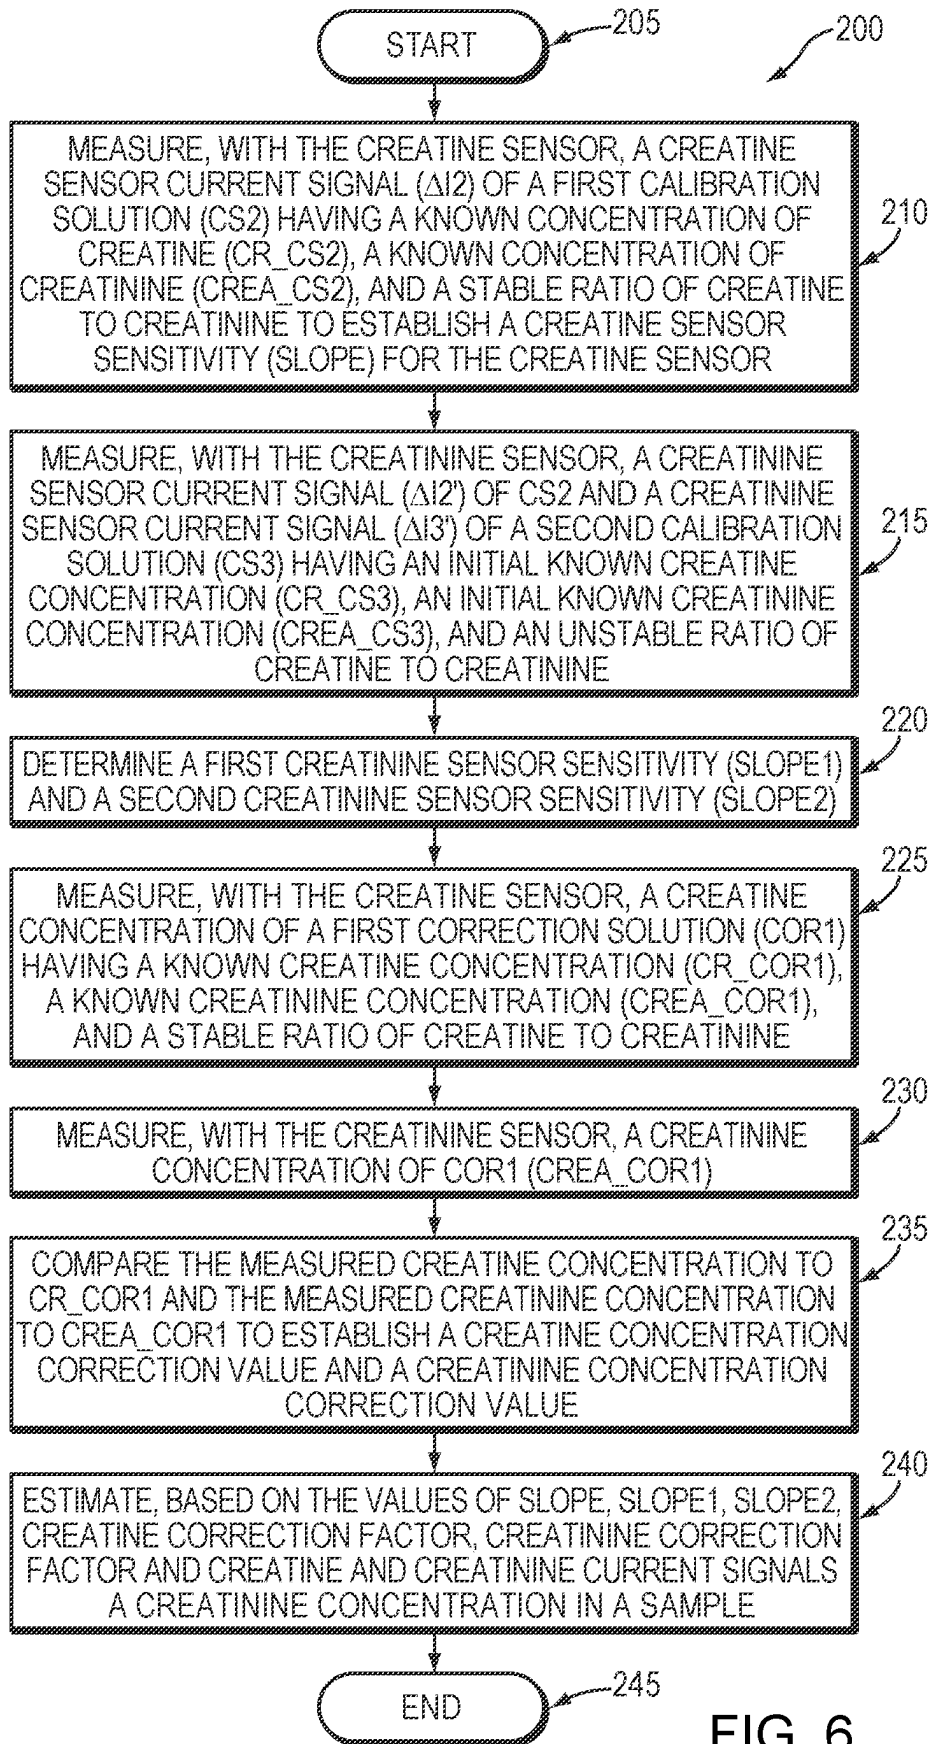 START
205
200
MEASURE, WITH THE CREATINE SENSOR, A CREATINE
SENSOR CURRENT SIGNAL (ΔI2) OF A FIRST CALIBRATION
SOLUTION (CS2) HAVING A KNOWN CONCENTRATION OF
CREATINE (CR_CS2), A KNOWN CONCENTRATION OF
CREATININE (CREA_CS2), AND A STABLE RATIO OF CREATINE
TO CREATININE TO ESTABLISH A CREATINE SENSOR
SENSITIVITY (SLOPE) FOR THE CREATINE SENSOR
210
MEASURE, WITH THE CREATININE SENSOR, A CREATININE
SENSOR CURRENT SIGNAL (ΔI2') OF CS2 AND A CREATININE
SENSOR CURRENT SIGNAL (ΔI3') OF A SECOND CALIBRATION
SOLUTION (CS3) HAVING AN INITIAL KNOWN CREATINE
CONCENTRATION (CR_CS3), AN INITIAL KNOWN CREATININE
CONCENTRATION (CREA_CS3), AND AN UNSTABLE RATIO OF
CREATINE TO CREATININE
215
DETERMINE A FIRST CREATININE SENSOR SENSITIVITY (SLOPE1)
AND A SECOND CREATININE SENSOR SENSITIVITY (SLOPE2)
220
MEASURE, WITH THE CREATINE SENSOR, A CREATINE
CONCENTRATION OF A FIRST CORRECTION SOLUTION (COR1)
HAVING A KNOWN CREATINE CONCENTRATION (CR_COR1),
A KNOWN CREATININE CONCENTRATION (CREA_COR1),
AND A STABLE RATIO OF CREATINE TO CREATININE
225
MEASURE, WITH THE CREATININE SENSOR, A CREATININE
CONCENTRATION OF COR1 (CREA_COR1)
230
COMPARE THE MEASURED CREATINE CONCENTRATION TO
CR_COR1 AND THE MEASURED CREATININE CONCENTRATION
TO CREA_COR1 TO ESTABLISH A CREATINE CONCENTRATION
CORRECTION VALUE AND A CREATININE CONCENTRATION
CORRECTION VALUE
235
ESTIMATE, BASED ON THE VALUES OF SLOPE, SLOPE1, SLOPE2,
CREATINE CORRECTION FACTOR, CREATININE CORRECTION
FACTOR AND CREATINE AND CREATININE CURRENT SIGNALS
A CREATININE CONCENTRATION IN A SAMPLE
240
END
245
FIG. 6